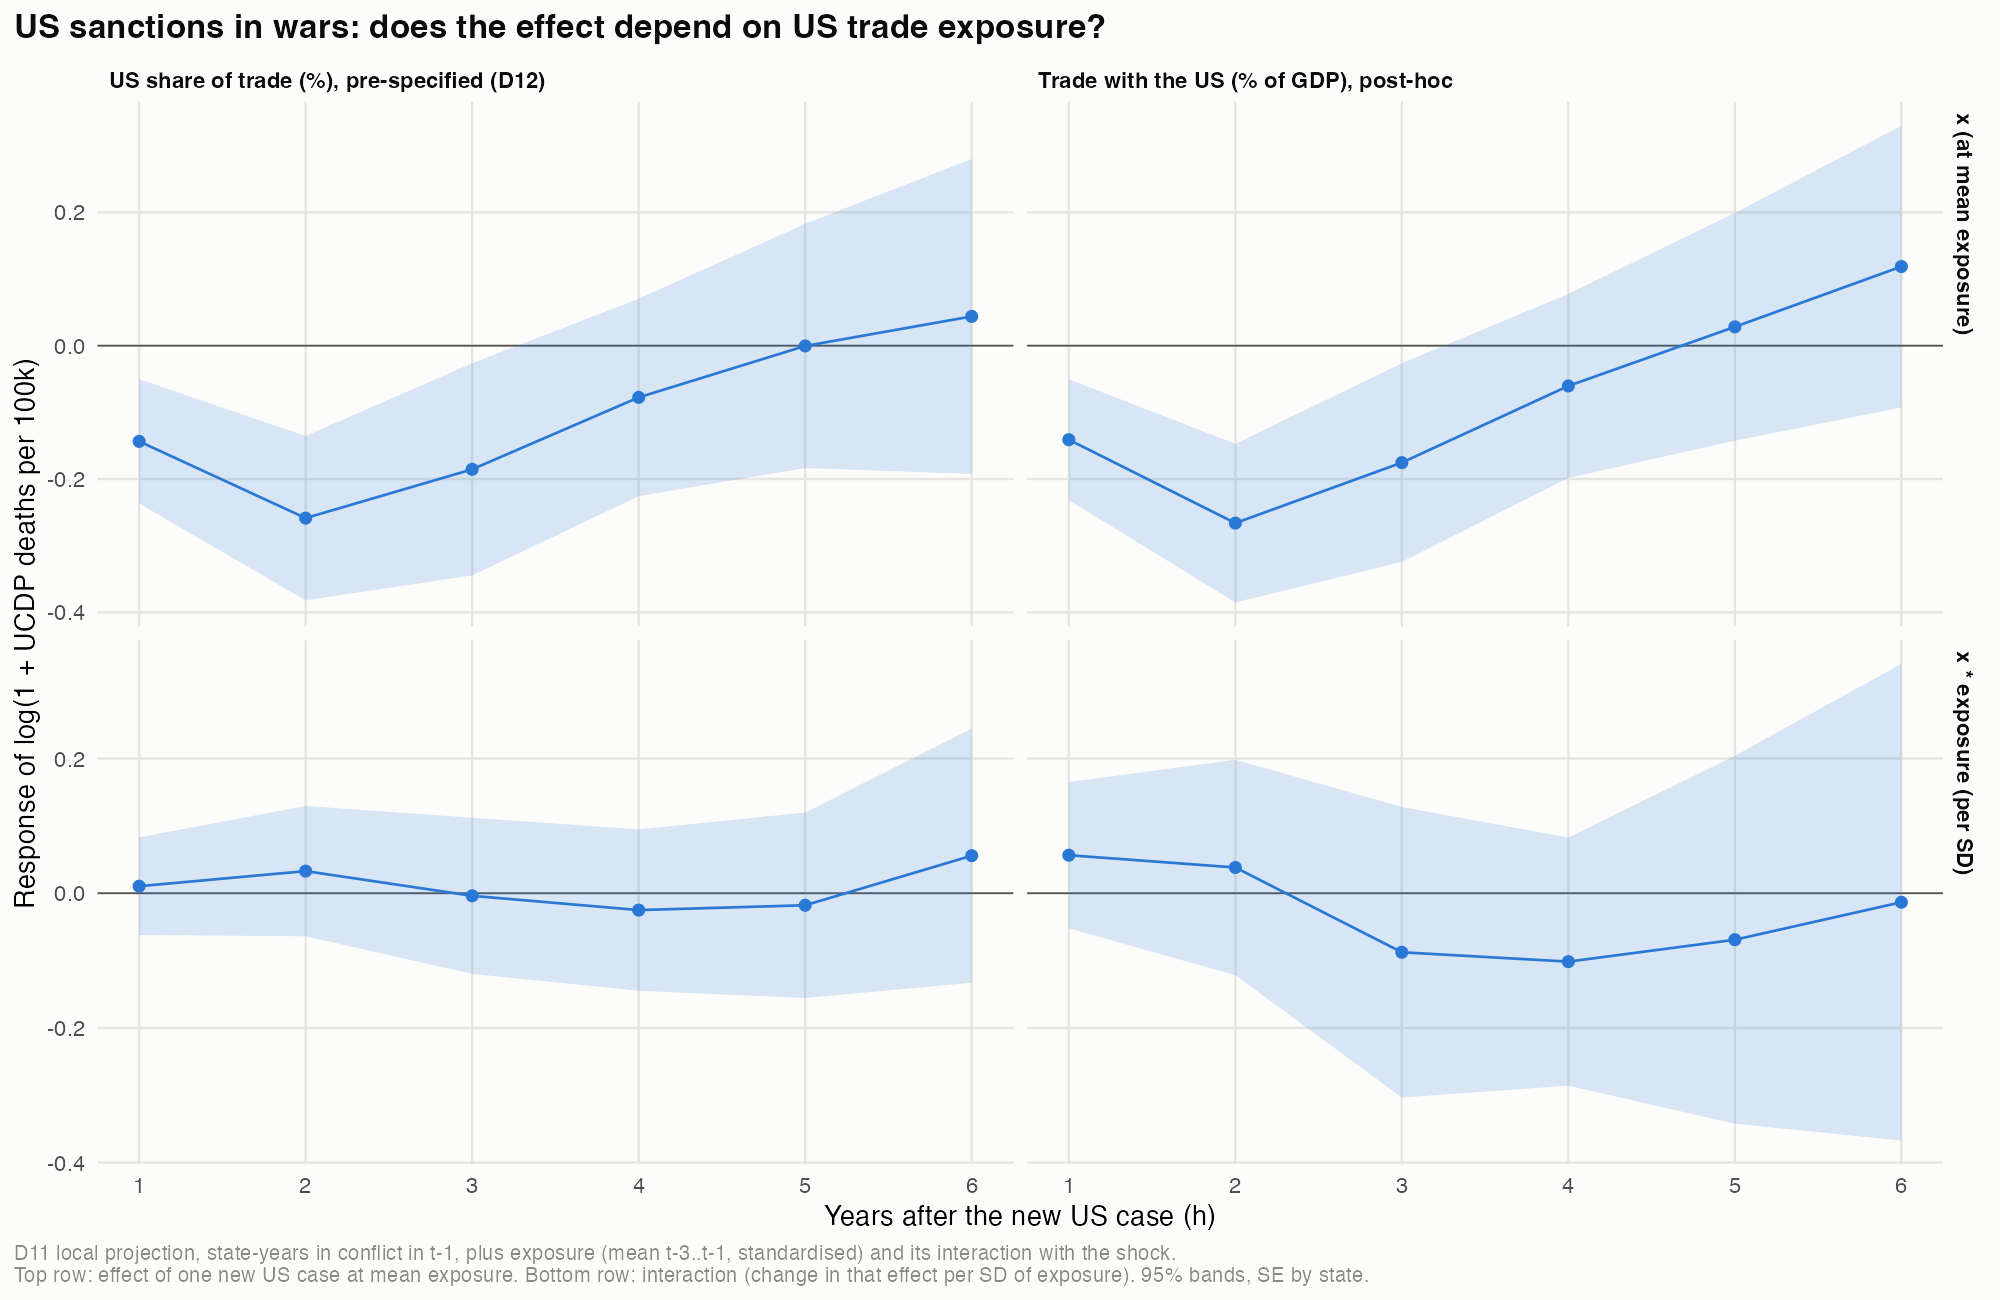 US sanctions in wars: does the effect depend on US trade exposure?
US share of trade (%), pre-specified (D12)
Trade with the US (% of GDP), post-hoc
x (at mean exposure)
x * exposure (per SD)
Response of log(1 + UCDP deaths per 100k)
0.2
0.0
-0.2
-0.4
0.2
0.0
-0.2
-0.4
1 2 3 4 5 6
1 2 3 4 5 6
Years after the new US case (h)
D11 local projection, state-years in conflict in t-1, plus exposure (mean t-3..t-1, standardised) and its interaction with the shock.
Top row: effect of one new US case at mean exposure. Bottom row: interaction (change in that effect per SD of exposure). 95% bands, SE by state.